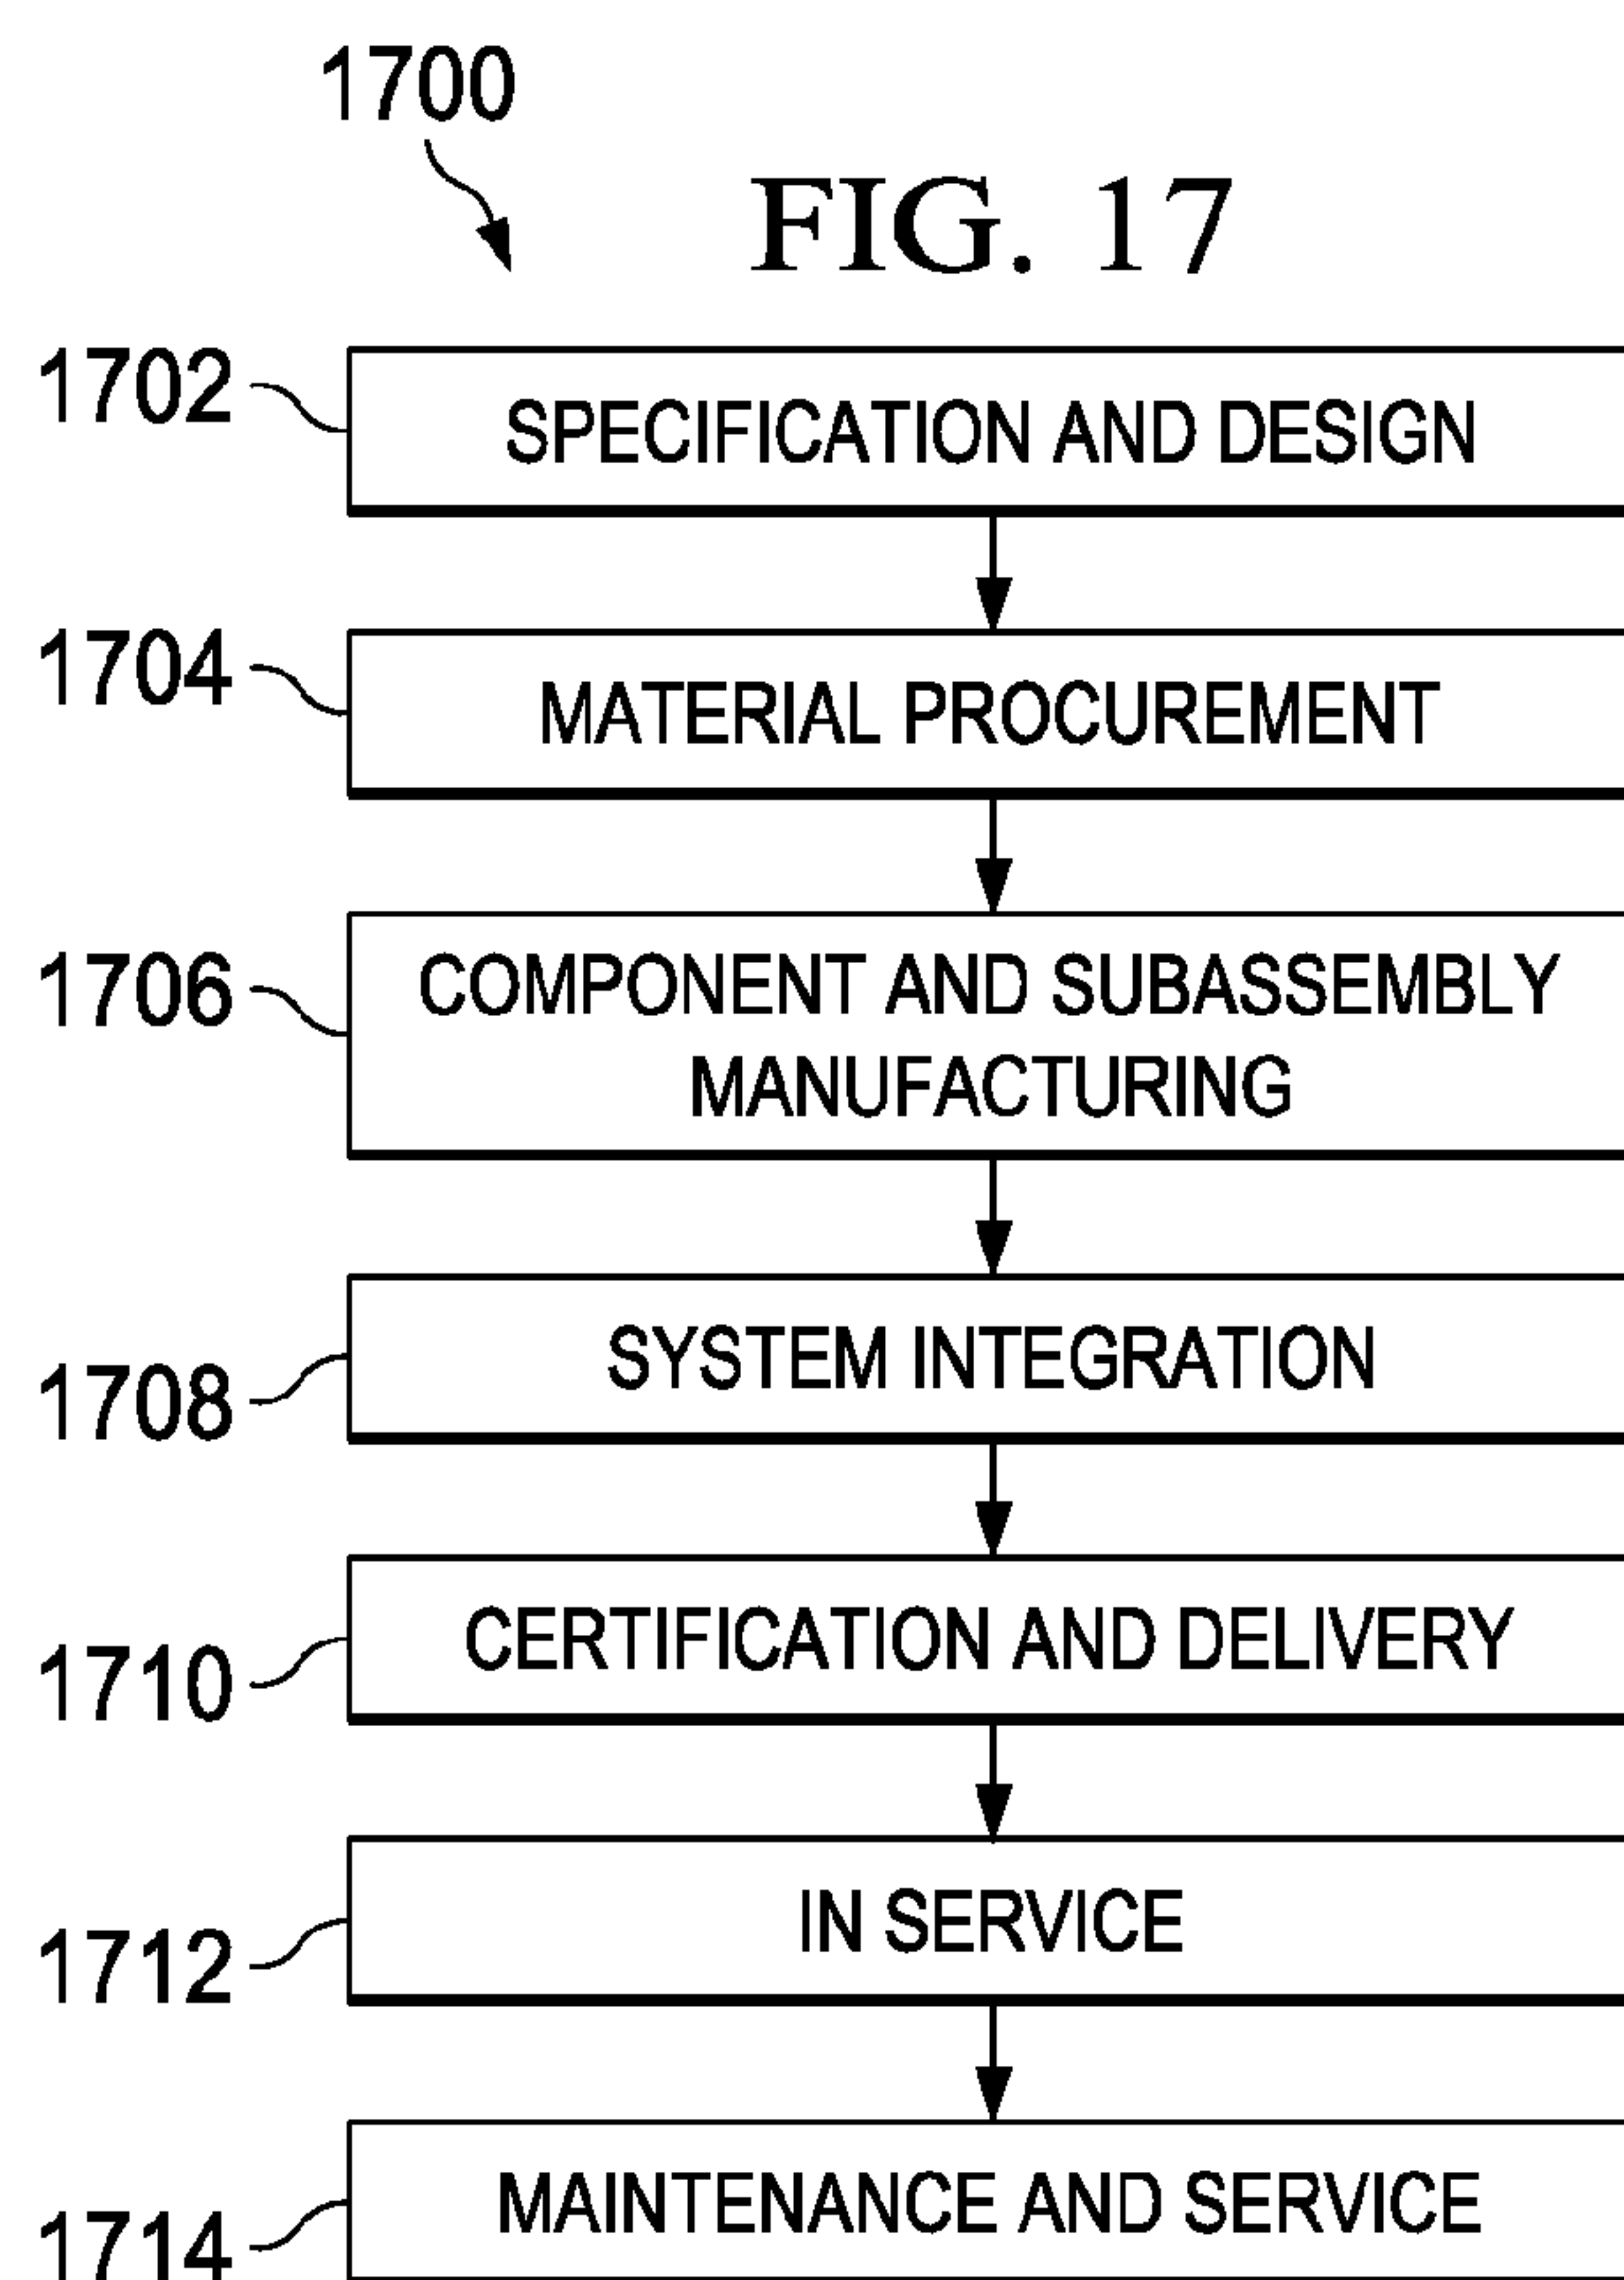 1700
FIG. 17
1702
SPECIFICATION AND DESIGN
1704
MATERIAL PROCUREMENT
1706
COMPONENT AND SUBASSEMBLY
MANUFACTURING
1708
SYSTEM INTEGRATION
1710
CERTIFICATION AND DELIVERY
1712
IN SERVICE
1714
MAINTENANCE AND SERVICE